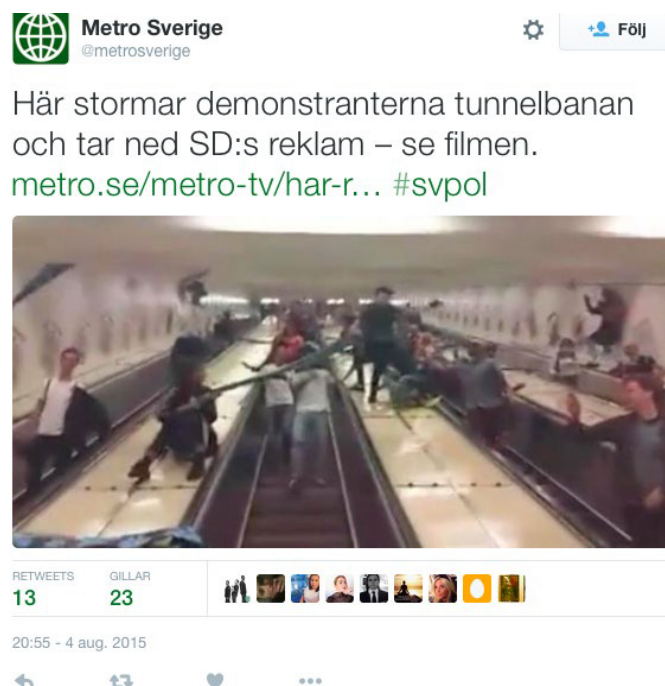 Metro Sverige
@metrosverige
Följ
Här stormar demonstranterna tunnelbanan
och tar ned SD:s reklam – se filmen.
metro.se/metro-tv/har-r… #svpol
RETWEETS GILLAR
13 23
20:55 - 4 aug. 2015